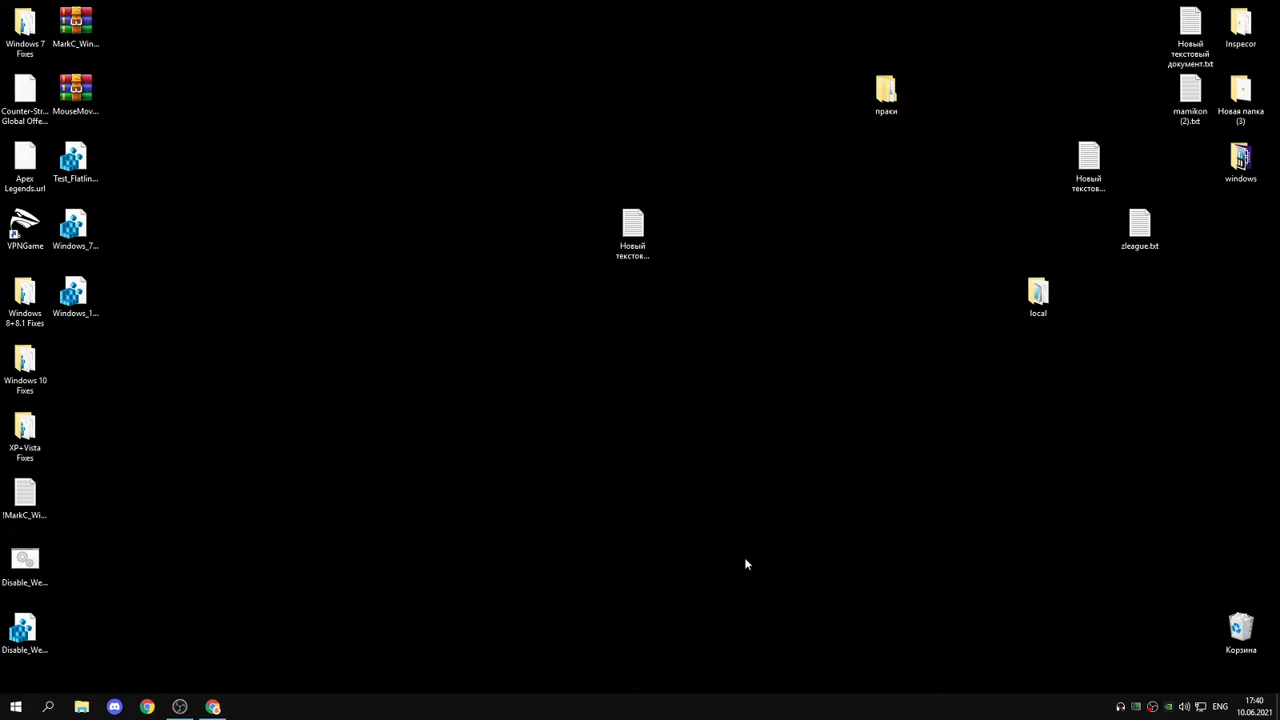 Windows 7
Fixes
MarkC_Win...
Counter-Str...
Global Offe...
MouseMov...
Apex
Legends.url
Test_Flatlin...
VPNGame
Windows_7...
Windows
8+8.1 Fixes
Windows_1...
Windows 10
Fixes
XP+Vista
Fixes
!MarkC_Wi...
Disable_We...
Disable_We...
Новый
текстов...
праки
local
Новый
текстов...
zleague.txt
Новый
текстовый
документ.txt
mamikon
(2).txt
Inspecor
Новая папка
(3)
windows
Корзина
ENG
17:40
10.06.2021